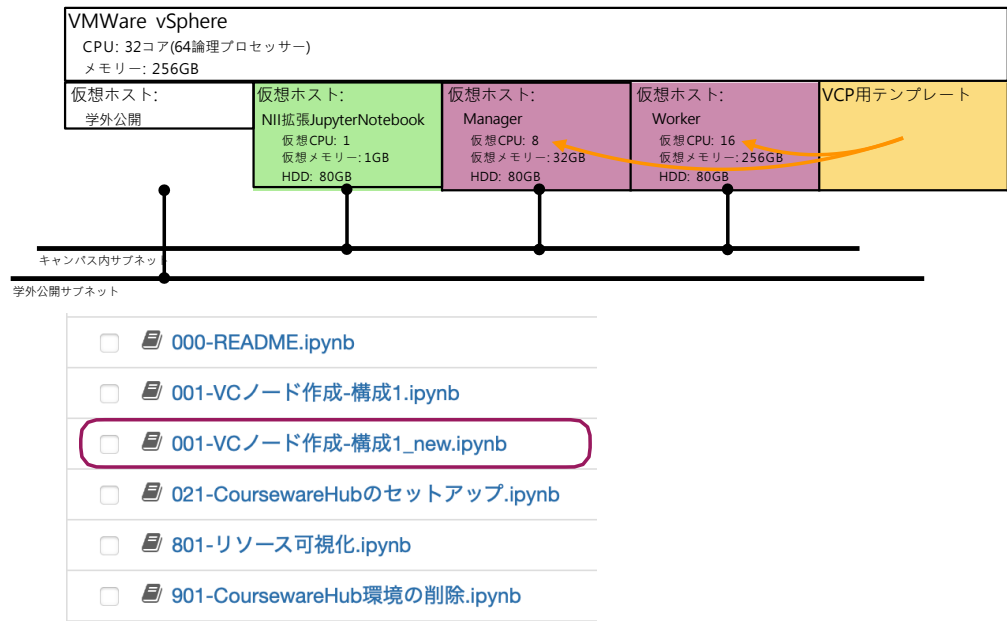 VMWare vSphere
CPU: 32コア(64論理プロセッサー)
メモリー: 256GB
仮想ホスト:
学外公開
仮想ホスト:
NII拡張JupyterNotebook
仮想CPU: 1
仮想メモリー: 1GB
HDD: 80GB
仮想ホスト:
Manager
仮想CPU: 8
仮想メモリー: 32GB
HDD: 80GB
仮想ホスト:
Worker
仮想CPU: 16
仮想メモリー: 256GB
HDD: 80GB
VCP用テンプレート
キャンパス内サブネット
学外公開サブネット
000-README.ipynb
001-VCノード作成-構成1.ipynb
001-VCノード作成-構成1_new.ipynb
021-CoursewareHubのセットアップ.ipynb
801-リソース可視化.ipynb
901-CoursewareHub環境の削除.ipynb